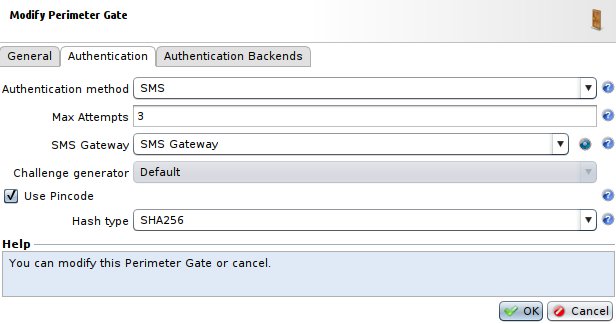 Modify Perimeter Gate
General Authentication Authentication Backends
Authentication method SMS
Max Attempts 3
SMS Gateway SMS Gateway
Challenge generator Default
Use Pincode
Hash type SHA256
Help
You can modify this Perimeter Gate or cancel.
OK Cancel